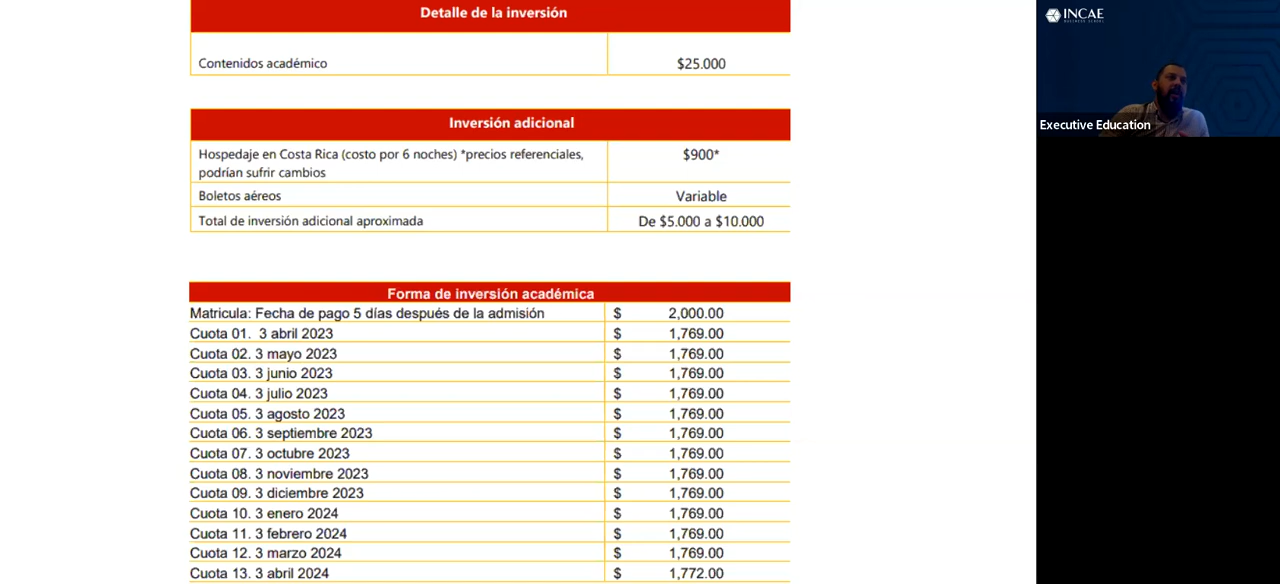 Detalle de la inversión
Contenidos académico $25.000
Inversión adicional
Hospedaje en Costa Rica (costo por 6 noches) *precios referenciales, $900*
podrían sufrir cambios
Boletos aéreos Variable
Total de inversión adicional aproximada De $5.000 a $10.000
Forma de inversión académica
Matricula: Fecha de pago 5 días después de la admisión $ 2,000.00
Cuota 01. 3 abril 2023 $ 1,769.00
Cuota 02. 3 mayo 2023 $ 1,769.00
Cuota 03. 3 junio 2023 $ 1,769.00
Cuota 04. 3 julio 2023 $ 1,769.00
Cuota 05. 3 agosto 2023 $ 1,769.00
Cuota 06. 3 septiembre 2023 $ 1,769.00
Cuota 07. 3 octubre 2023 $ 1,769.00
Cuota 08. 3 noviembre 2023 $ 1,769.00
Cuota 09. 3 diciembre 2023 $ 1,769.00
Cuota 10. 3 enero 2024 $ 1,769.00
Cuota 11. 3 febrero 2024 $ 1,769.00
Cuota 12. 3 marzo 2024 $ 1,769.00
Cuota 13. 3 abril 2024 $ 1,772.00
INCAE
Executive Education